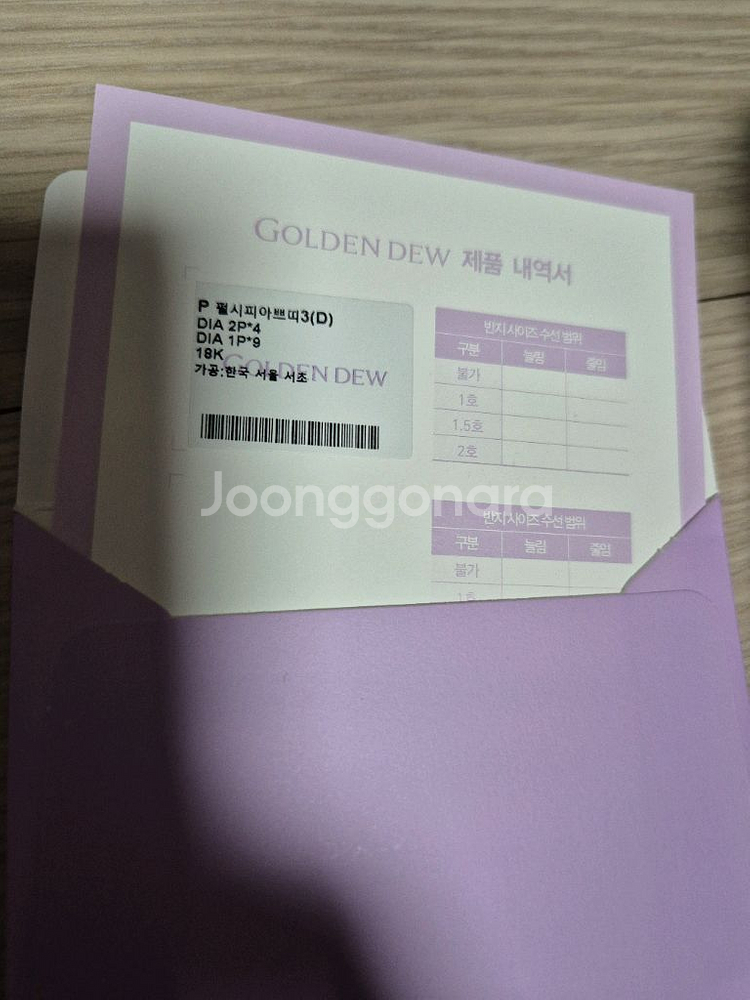 GOLDEN DEW 제품 내역서
P 펄시피아쁘띠3(D)
DIA 2P*4
DIA 1P*9
18K
가공:한국 서울 서초
GOLDEN DEW
반지사이즈 수선 범위
구분 늘림 줄임
불가
1호
1.5호
2호
Joonggonara
반지사이즈 수선 범위
구분 늘림 줄임
불가
1호